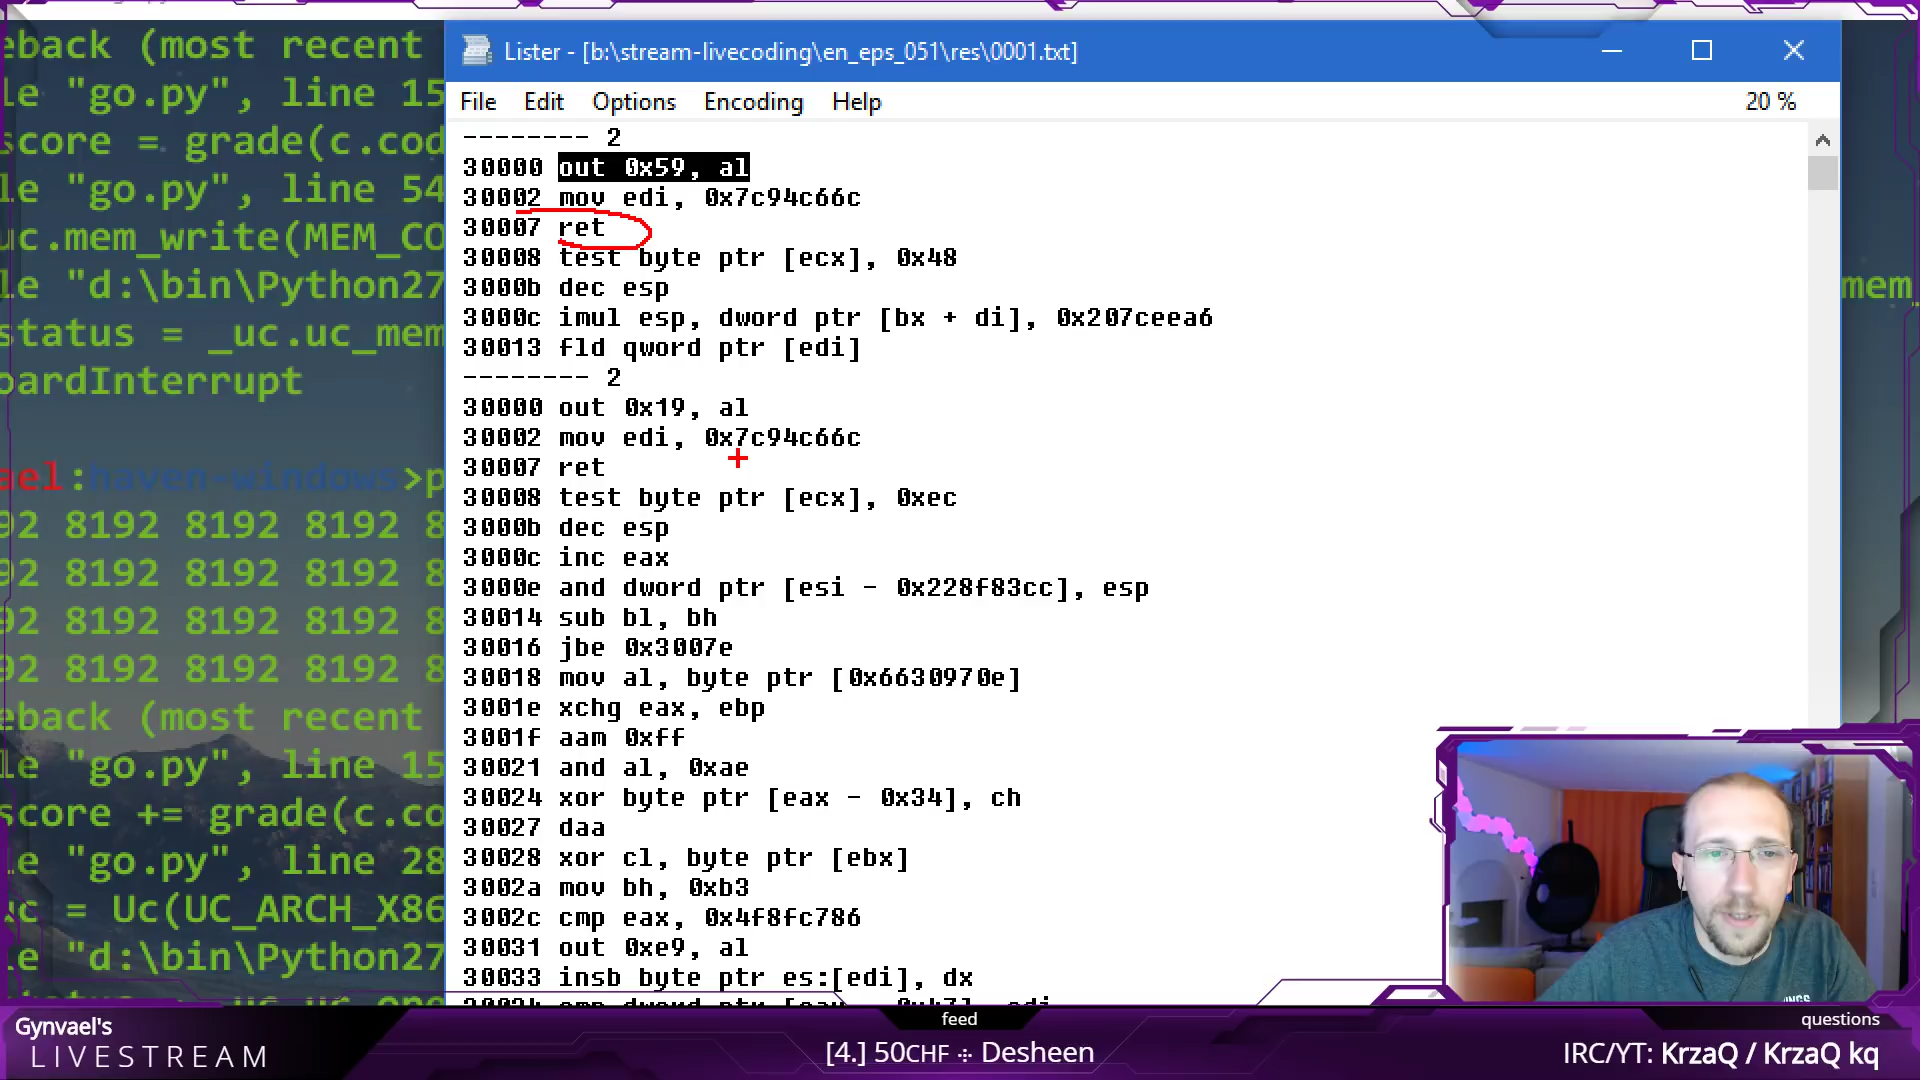 eback (most recent
le "go.py", line 15
score = grade(c.cod
le "go.py", line 54
uc.mem_write(MEM_CO
le "d:\bin\Python27
mem
status = _uc.uc_mem
oardInterrupt
ael:haven-windows>p
92 8192 8192 8192 8
92 8192 8192 8192 8
92 8192 8192 8192 8
92 8192 8192 8192 8
eback (most recent
le "go.py", line 15
score += grade(c.co
le "go.py", line 28
uc = Uc(UC_ARCH_X86
le "d:\bin\Python27
Lister - [b:\stream-livecoding\en_eps_051\res\0001.txt]
File Edit Options Encoding Help 20 %
-------- 2
30000 out 0x59, al
30002 mov edi, 0x7c94c66c
30007 ret
30008 test byte ptr [ecx], 0x48
3000b dec esp
3000c imul esp, dword ptr [bx + di], 0x207ceea6
30013 fld qword ptr [edi]
-------- 2
30000 out 0x19, al
30002 mov edi, 0x7c94c66c
30007 ret
30008 test byte ptr [ecx], 0xec
3000b dec esp
3000c inc eax
3000e and dword ptr [esi - 0x228f83cc], esp
30014 sub bl, bh
30016 jbe 0x3007e
30018 mov al, byte ptr [0x6630970e]
3001e xchg eax, ebp
3001f aam 0xff
30021 and al, 0xae
30024 xor byte ptr [eax - 0x34], ch
30027 daa
30028 xor cl, byte ptr [ebx]
3002a mov bh, 0xb3
3002c cmp eax, 0x4f8fc786
30031 out 0xe9, al
30033 insb byte ptr es:[edi], dx
Gynvael's
LIVESTREAM
feed
[4.] 50CHF ÷ Desheen
questions
IRC/YT: KrzaQ / KrzaQ kq